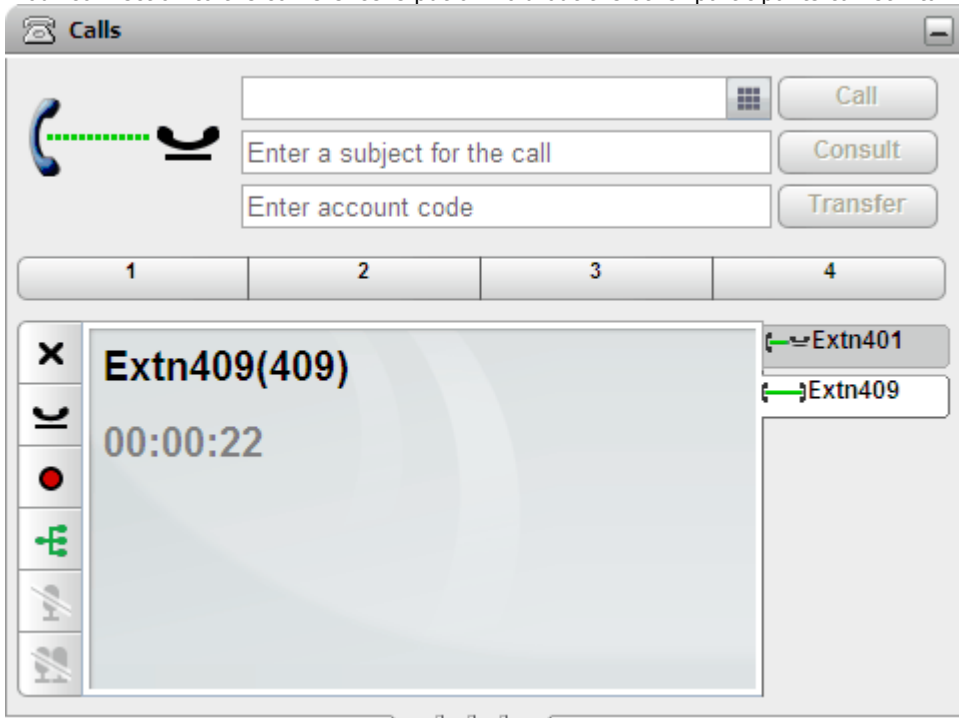 Calls
Call
Enter a subject for the call
Consult
Enter account code
Transfer
1 2 3 4
Extn409(409)
00:00:22
Extn401
Extn409